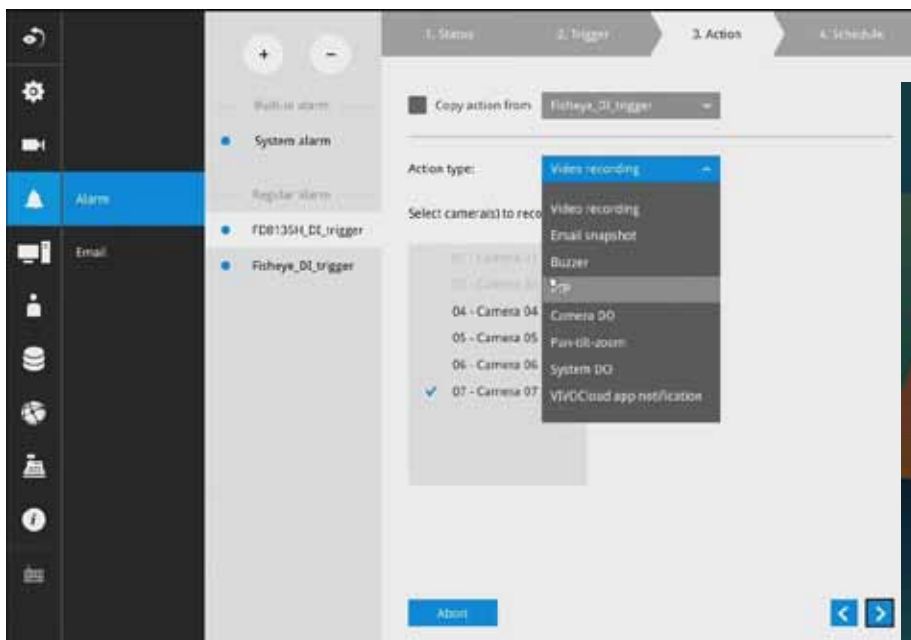 1. Status
2. Trigger
3. Action
4. Schedule
+
-
Built-in alarm
System alarm
Regular alarm
FD8135H_DI_trigger
Fisheye_DI_trigger
Alarm
Email
Copy action from
Fisheye_DI_trigger
Action type:
Video recording
Select camera(s) to reco
Video recording
Email snapshot
Buzzer
FTP
Camera DO
Pan-tilt-zoom
System DO
VIVOCloud app notification
04 - Camera 04
05 - Camera 05
06 - Camera 06
07 - Camera 07
Abort